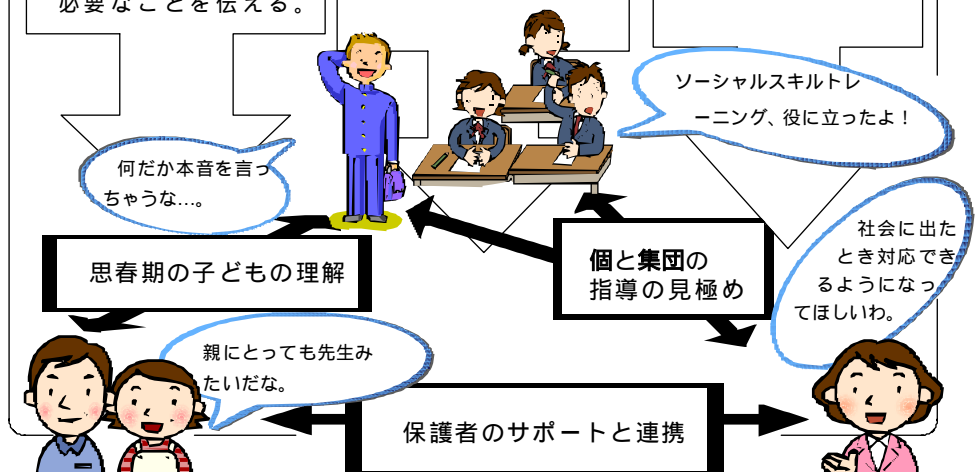 必要なことを伝える。
ソーシャルスキルトレ
ーニング、役に立ったよ！
何だか本音を言っ
ちゃうな…。
社会に出た
とき対応でき
るようになっ
てほしいわ。
思春期の子どもの理解
個と集団の
指導の見極め
親にとっても先生み
たいだな。
保護者のサポートと連携